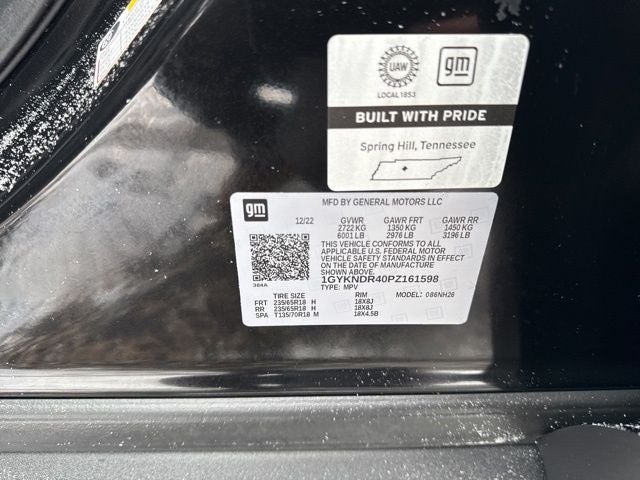 UAW
gm
LOCAL 1853
BUILT WITH PRIDE
Spring Hill, Tennessee
gm
MFD BY GENERAL MOTORS LLC
12/22 GVWR GAWR FRT GAWR RR
2722 KG 1350 KG 1450 KG
6001 LB 2976 LB 3196 LB
THIS VEHICLE CONFORMS TO ALL
APPLICABLE U.S. FEDERAL MOTOR
VEHICLE SAFETY STANDARDS IN EFFECT
ON THE DATE OF MANUFACTURE
SHOWN ABOVE.
384A
1GYKNDR40PZ161598
TYPE: MPV
TIRE SIZE RIM MODEL: 086NH26
FRT 235/65R18 H 18X8J
RR 235/65R18 H 18X8J
SPA T135/70R18 M 18X4.5B